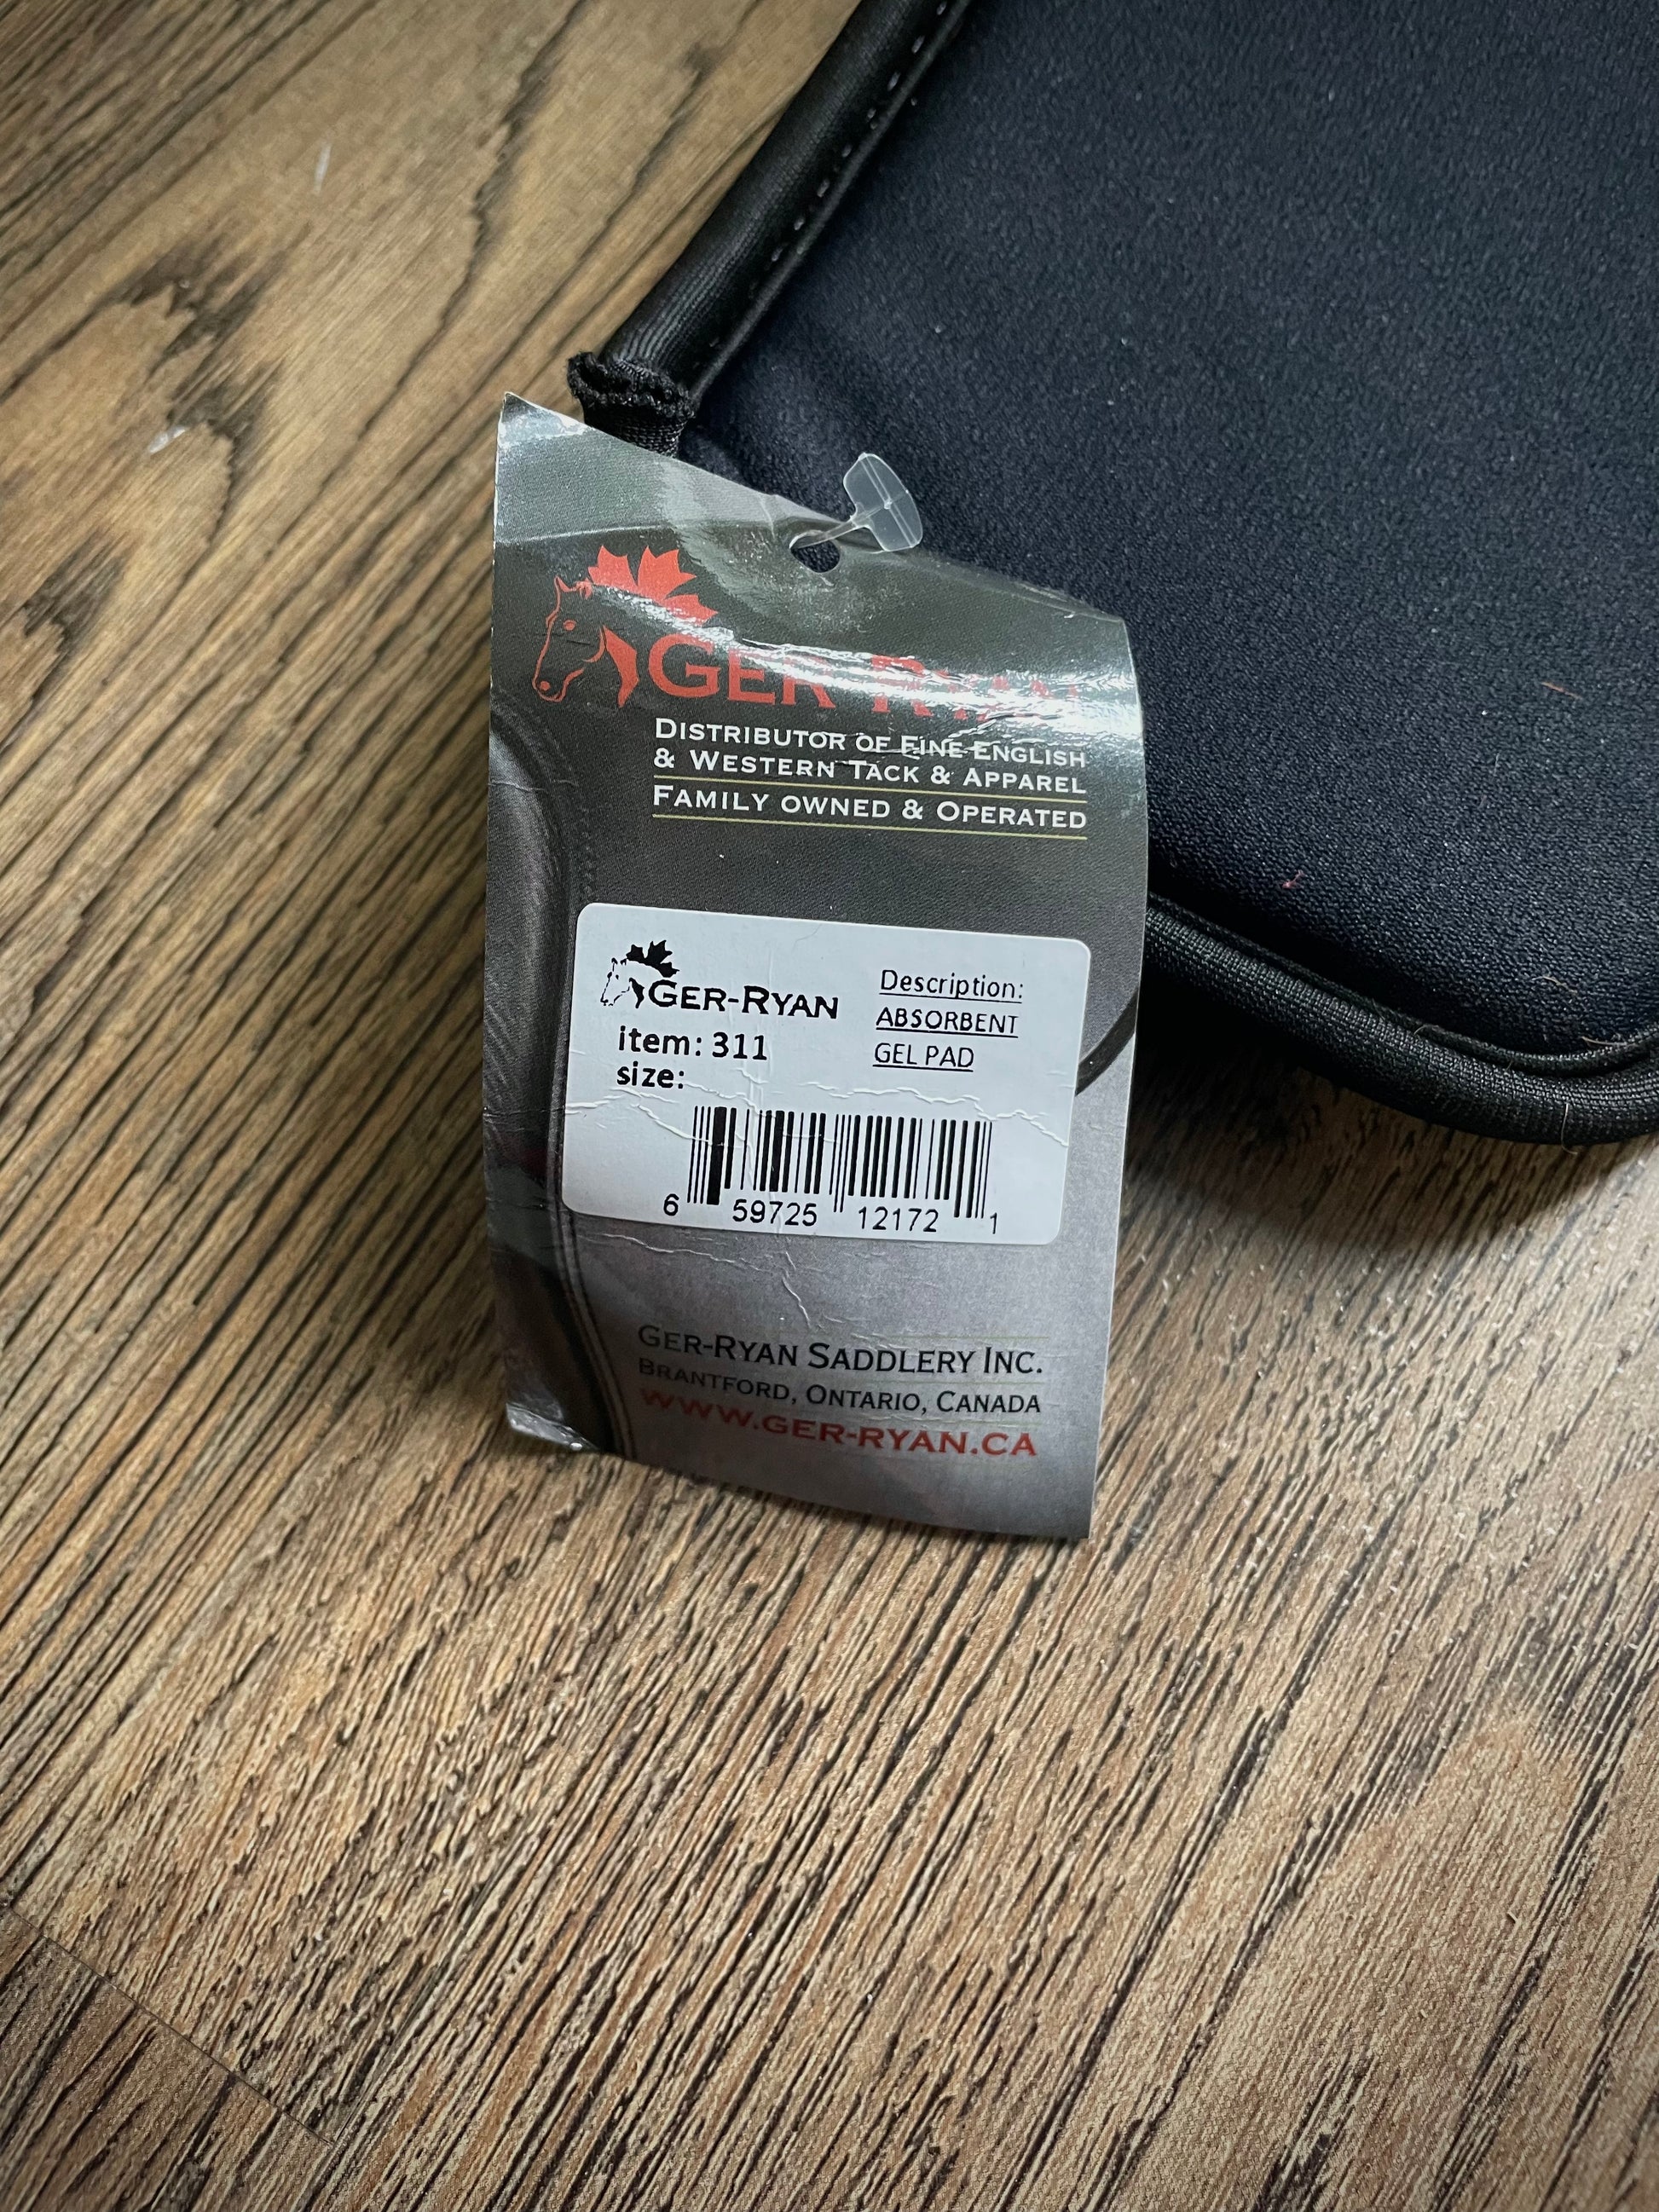 GER-RYAN
DISTRIBUTOR OF FINE ENGLISH
& WESTERN TACK & APPAREL
FAMILY OWNED & OPERATED
GER-RYAN
item: 311
size:
Description:
ABSORBENT
GEL PAD
6 59725 12172 1
GER-RYAN SADDLERY INC.
BRANTFORD, ONTARIO, CANADA
WWW.GER-RYAN.CA